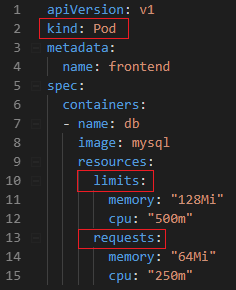 1 apiVersion: v1
2 kind: Pod
3 metadata:
4   name: frontend
5 spec:
6   containers:
7   - name: db
8     image: mysql
9     resources:
10       limits:
11         memory: "128Mi"
12         cpu: "500m"
13       requests:
14         memory: "64Mi"
15         cpu: "250m"